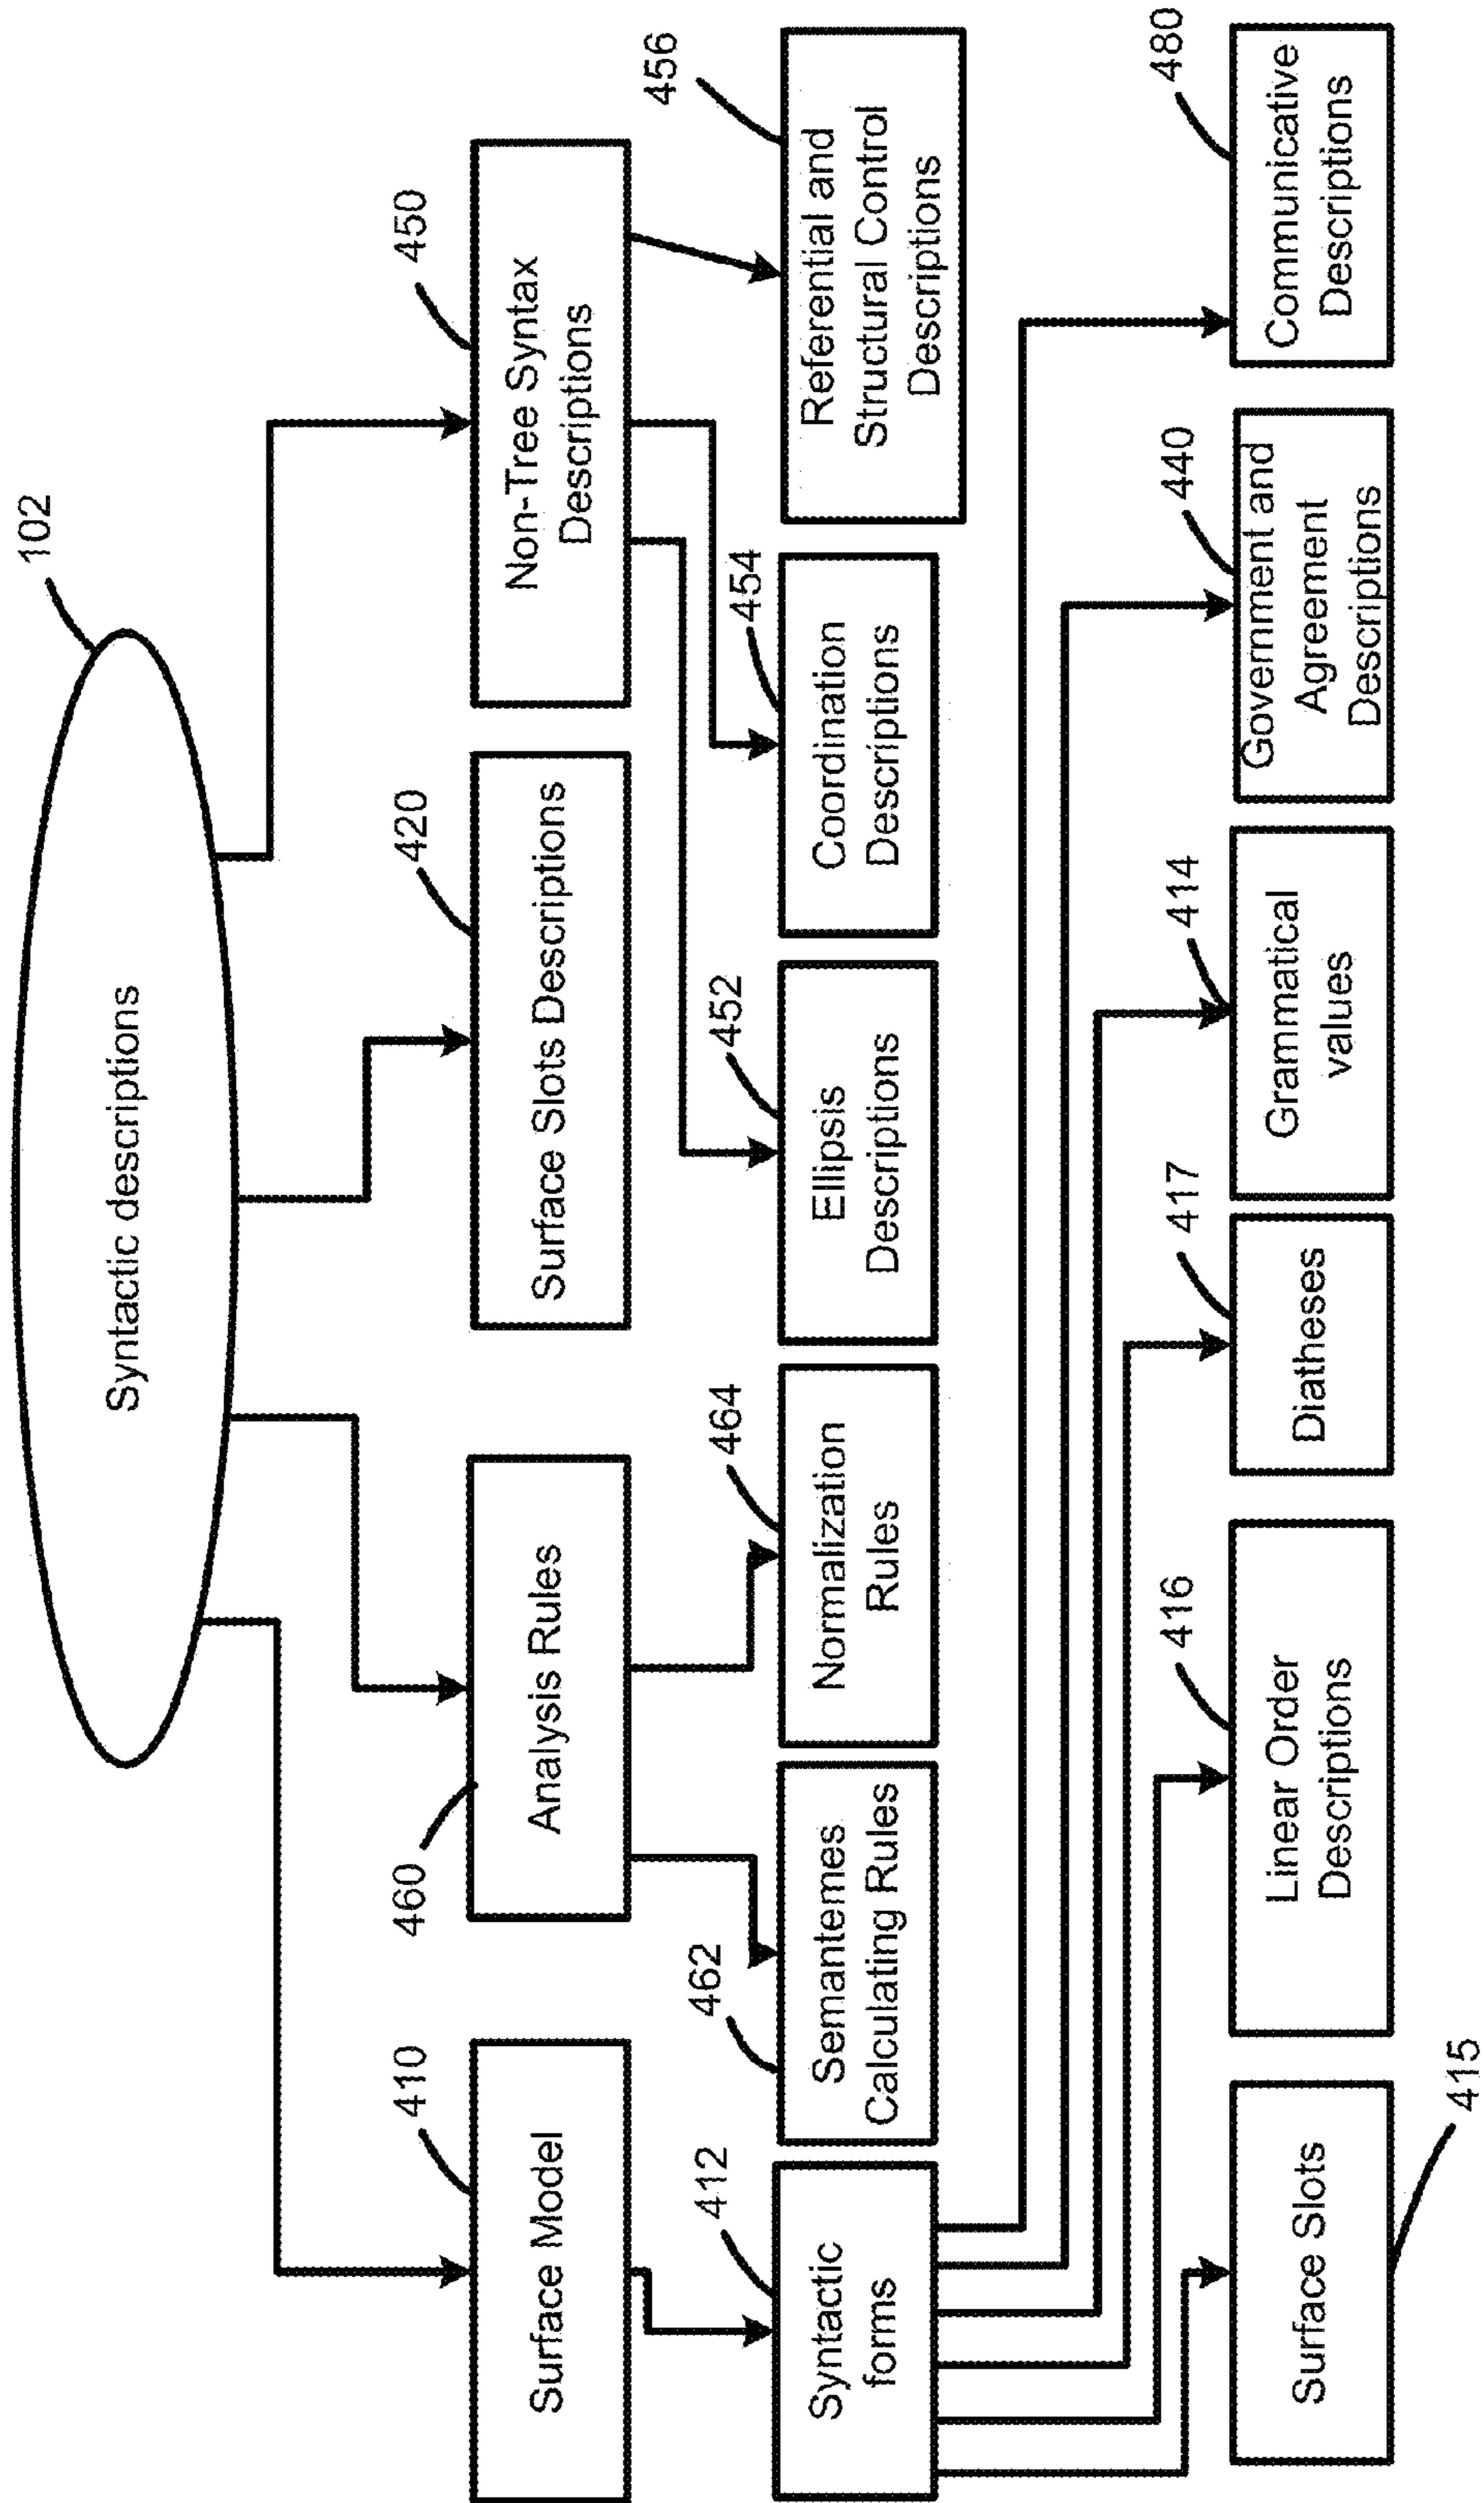 102
Syntactic descriptions
410
Surface Model
460
Analysis Rules
420
Surface Slots Descriptions
450
Non-Tree Syntax
Descriptions
412
Syntactic
forms
462
Semantemes
Calculating Rules
464
Normalization
Rules
452
Ellipsis
Descriptions
454
Coordination
Descriptions
456
Referential and
Structural Control
Descriptions
Surface Slots
415
416
Linear Order
Descriptions
417
Diatheses
414
Grammatical
values
440
Government and
Agreement
Descriptions
480
Communicative
Descriptions